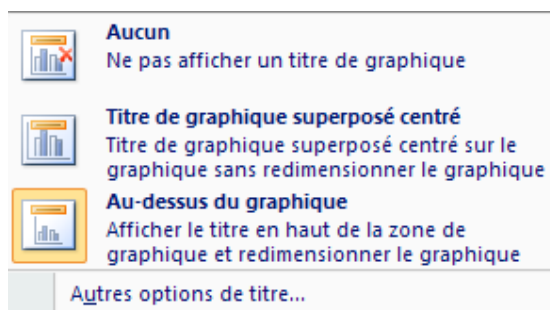 Aucun
Ne pas afficher un titre de graphique
Titre de graphique superposé centré
Titre de graphique superposé centré sur le
graphique sans redimensionner le graphique
Au-dessus du graphique
Afficher le titre en haut de la zone de
graphique et redimensionner le graphique
Autres options de titre...